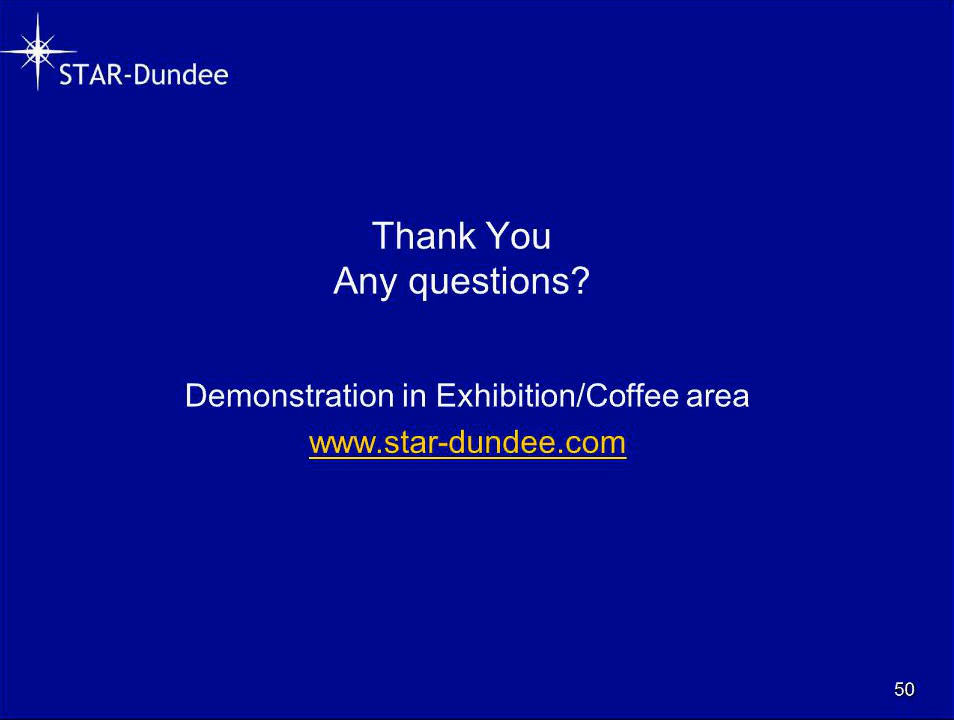 STAR-Dundee
Thank You
Any questions?
Demonstration in Exhibition/Coffee area
www.star-dundee.com
50